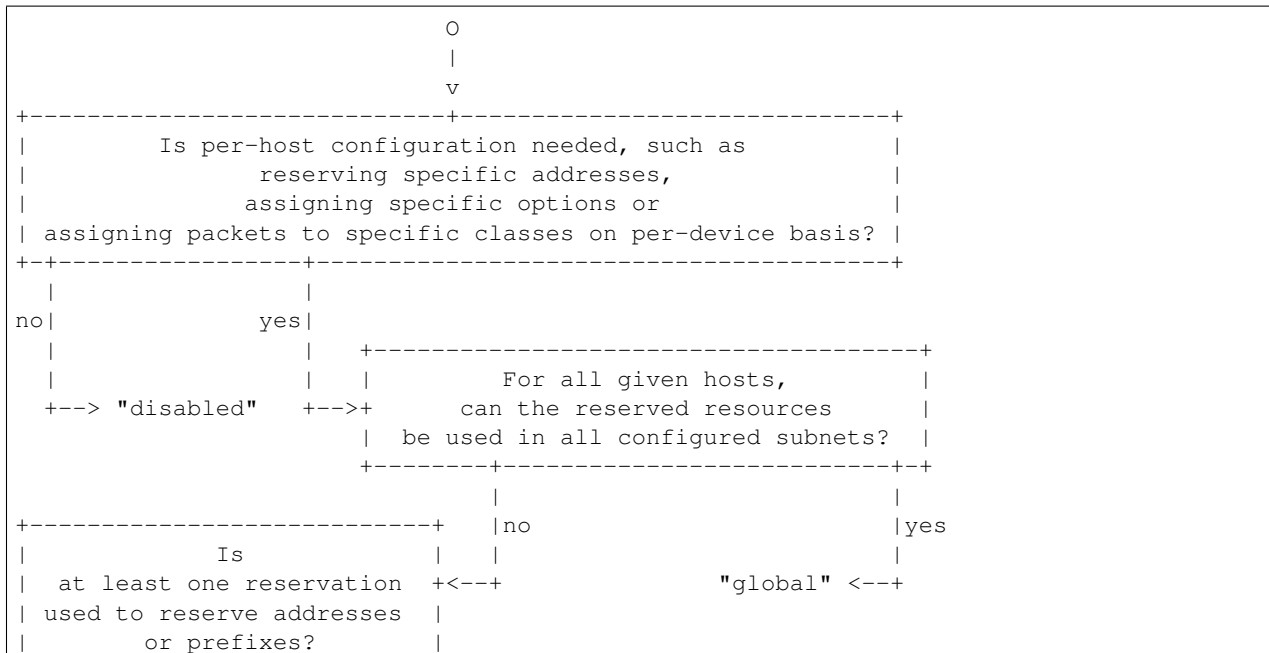 O
                              |
                              v
+-----------------------------+------------------------------+
|         Is per-host configuration needed, such as          |
|                reserving specific addresses,               |
|               assigning specific options or                |
| assigning packets to specific classes on per-device basis? |
+-+-----------------+----------------------------------------+
  |                 |
no|              yes|
  |                 |   +--------------------------------------+
  |                 |   |         For all given hosts,         |
  +--> "disabled"   +-->+      can the reserved resources      |
                        |  be used in all configured subnets?  |
                        +--------+---------------------------+-+
                                 |                           |
+----------------------------+   |no                         |yes
|             Is             |   |                           |
|  at least one reservation  +<--+               "global" <--+
| used to reserve addresses  |
|        or prefixes?        |